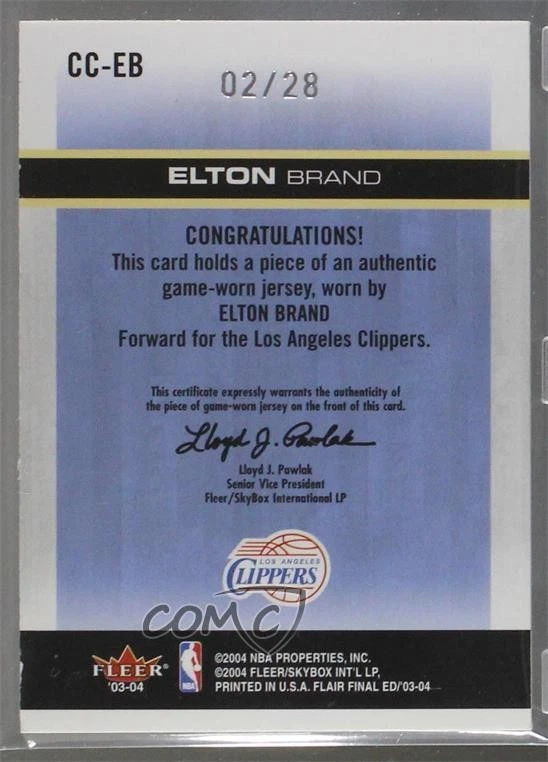 CC-EB
02/28
ELTON BRAND
CONGRATULATIONS!
This card holds a piece of an authentic
game-worn jersey, worn by
ELTON BRAND
Forward for the Los Angeles Clippers.
This certificate expressly warrants the authenticity of
the piece of game-worn jersey on the front of this card.
Lloyd J. Pawlak
Lloyd J. Pawlak
Senior Vice President
Fleer/SkyBox International LP
LOS ANGELES
CLIPPERS
COMC
FLEER
'03-04
NBA
©2004 NBA PROPERTIES, INC.
©2004 FLEER/SKYBOX INT'L LP,
PRINTED IN U.S.A. FLAIR FINAL ED/'03-04